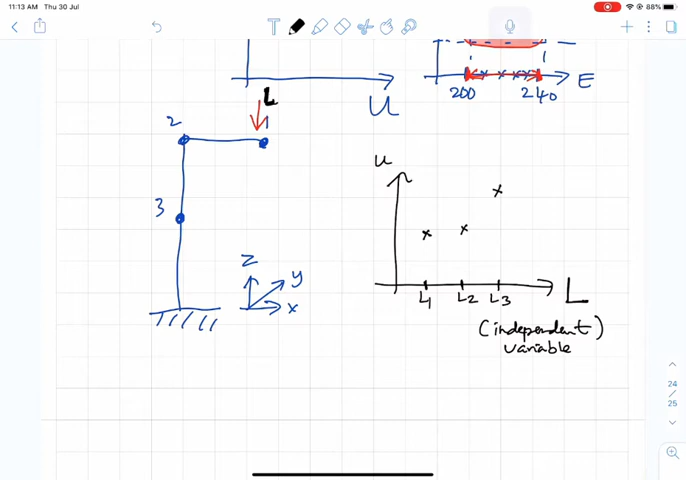 11:13 AM Thu 30 Jul
88%
U
200
240
E
L
1
2
3
Z
y
x
u
L1
L2
L3
L
(independent)
variable
24
/
25